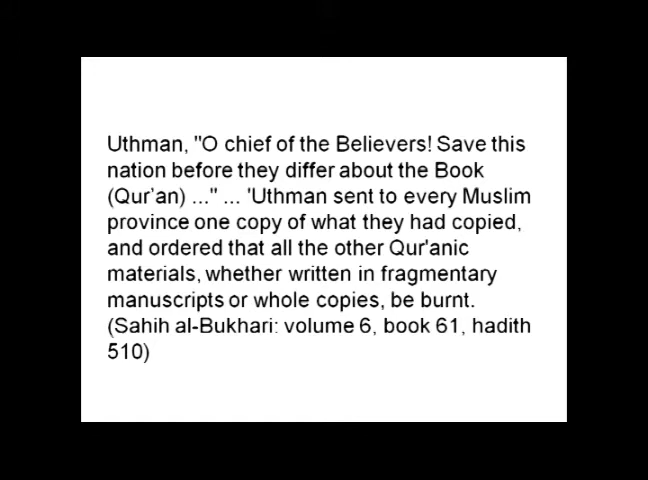 Uthman, "O chief of the Believers! Save this
nation before they differ about the Book
(Qur'an) ..." ... 'Uthman sent to every Muslim
province one copy of what they had copied,
and ordered that all the other Qur'anic
materials, whether written in fragmentary
manuscripts or whole copies, be burnt.
(Sahih al-Bukhari: volume 6, book 61, hadith
510)